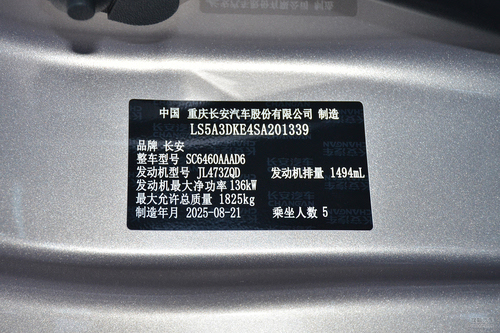 中国 重庆长安汽车股份有限公司 制造
LS5A3DKE4SA201339
品牌 长安
整车型号 SC6460AAAD6
发动机型号 JL473ZQD 发动机排量 1494mL
发动机最大净功率 136kW
最大允许总质量 1825kg
制造年月 2025-08-21 乘坐人数 5